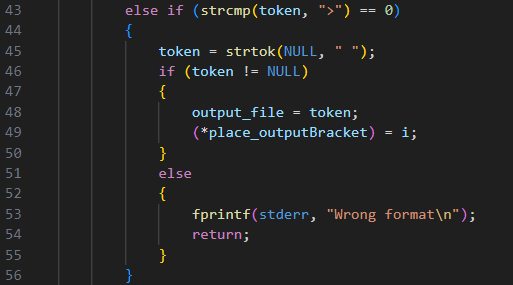 43 else if (strcmp(token, ">") == 0)
44 {
45 token = strtok(NULL, " ");
46 if (token != NULL)
47 {
48 output_file = token;
49 (*place_outputBracket) = i;
50 }
51 else
52 {
53 fprintf(stderr, "Wrong format\n");
54 return;
55 }
56 }